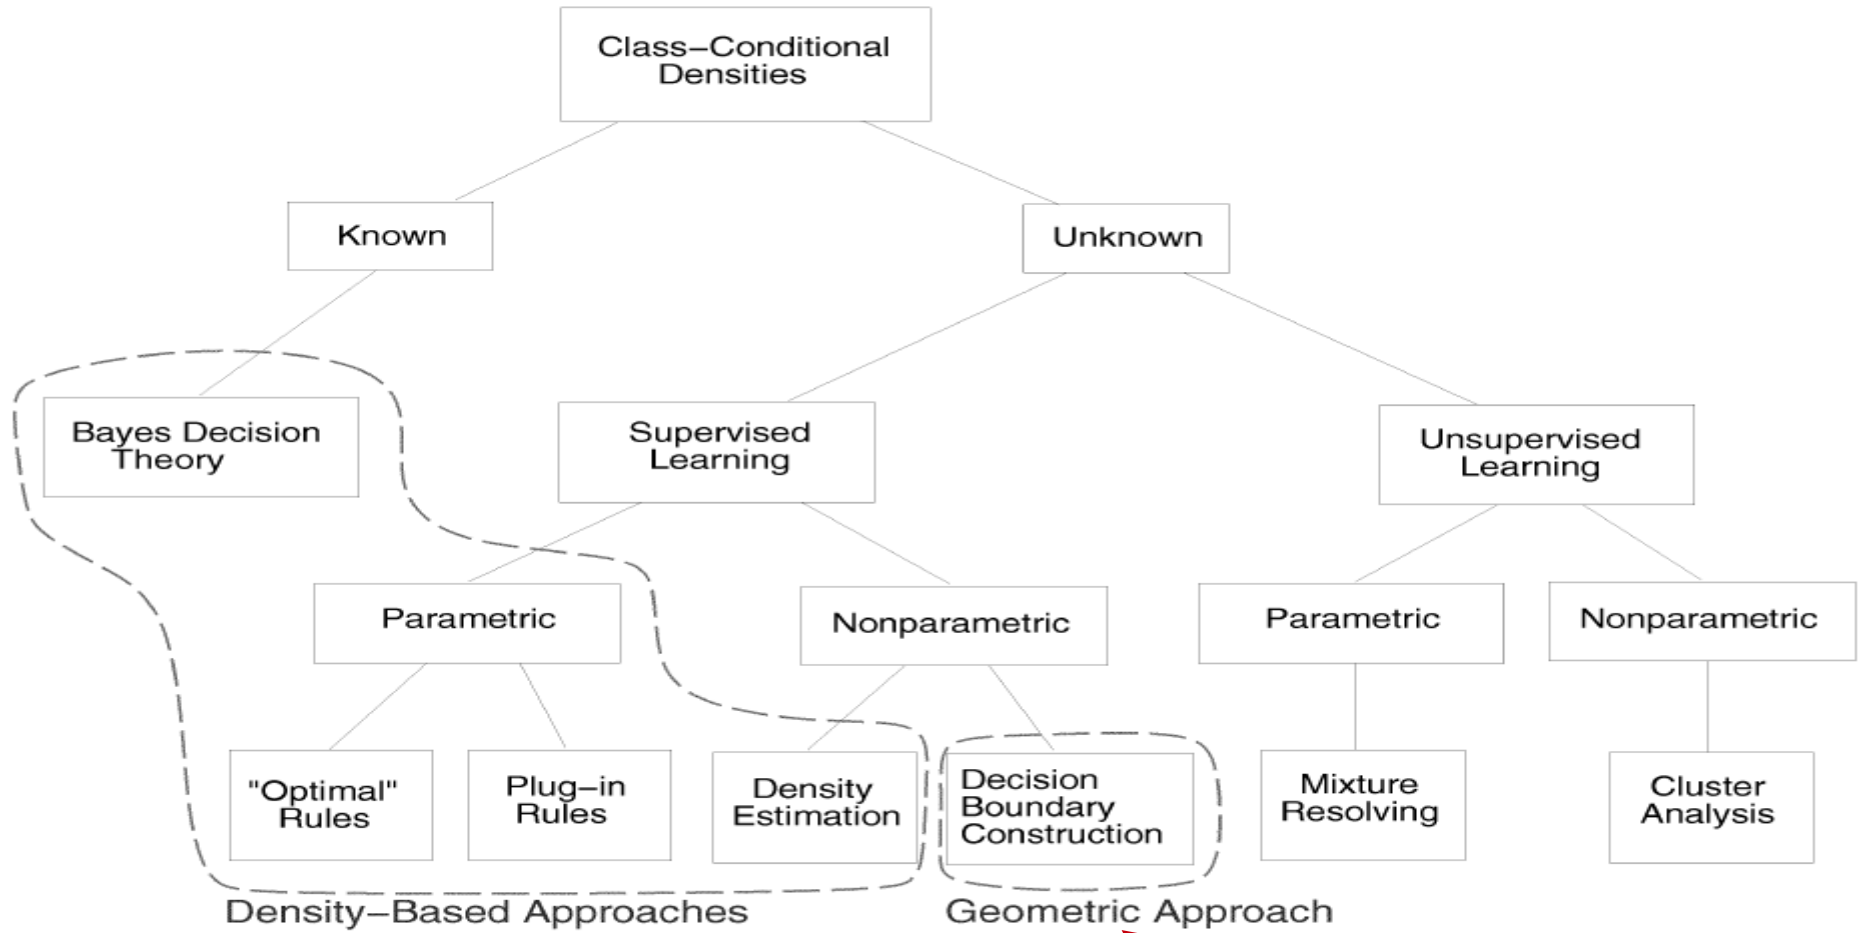 Class–Conditional
Densities
Known
Unknown
Bayes Decision
Theory
Supervised
Learning
Unsupervised
Learning
Parametric
Nonparametric
Parametric
Nonparametric
"Optimal"
Rules
Plug–in
Rules
Density
Estimation
Decision
Boundary
Construction
Mixture
Resolving
Cluster
Analysis
Density–Based Approaches
Geometric Approach